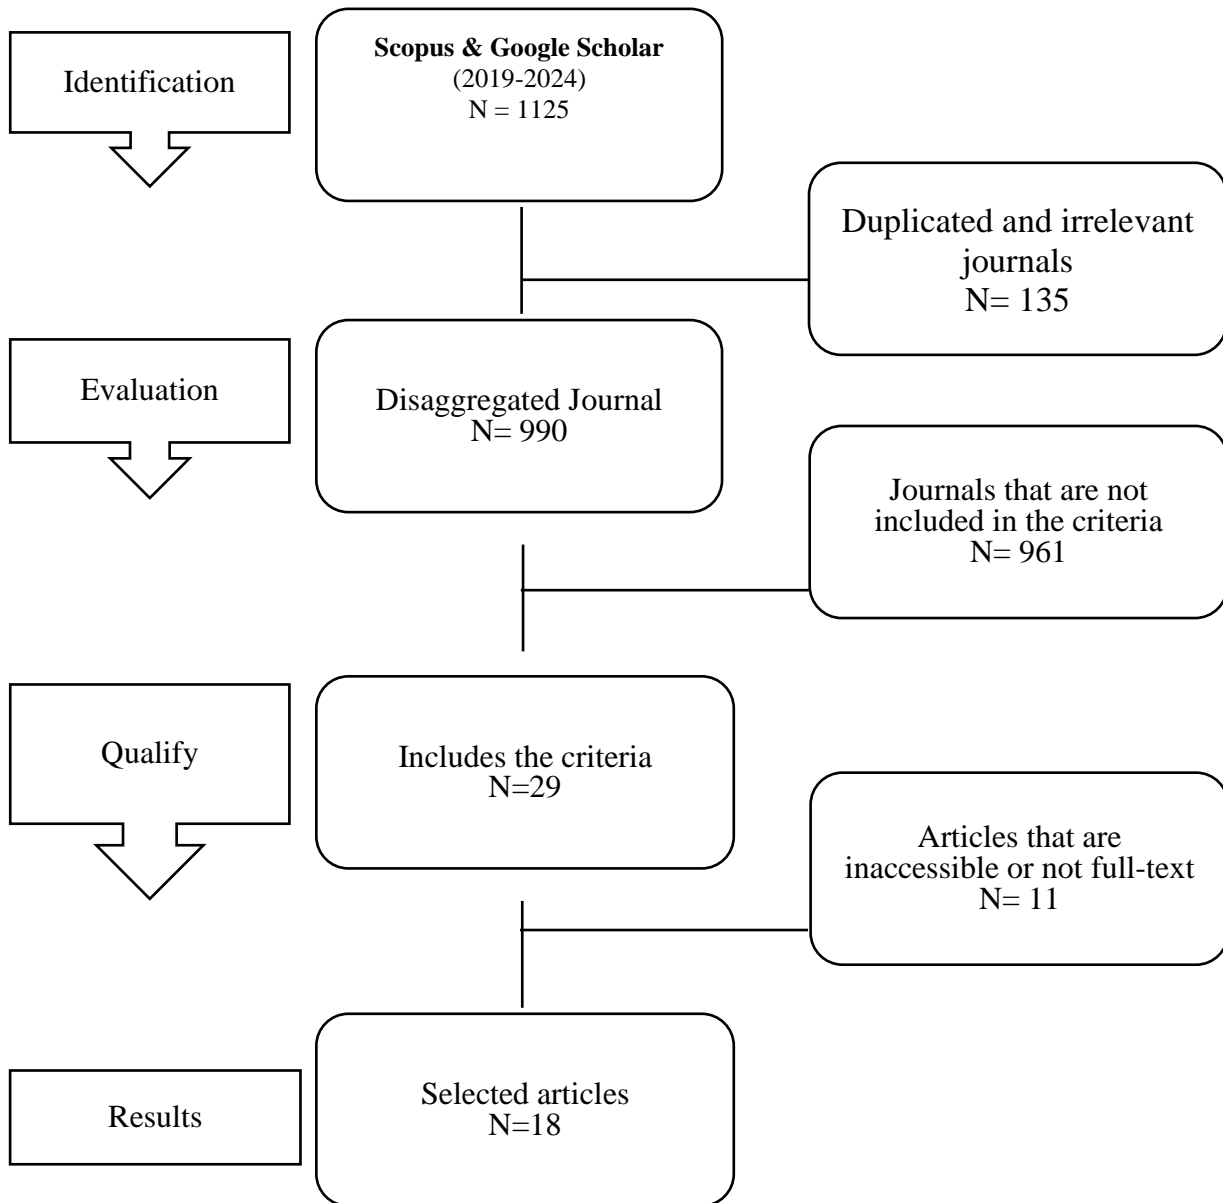 Identification
Scopus & Google Scholar
(2019-2024)
N = 1125
Duplicated and irrelevant
journals
N= 135
Evaluation
Disaggregated Journal
N= 990
Journals that are not
included in the criteria
N= 961
Qualify
Includes the criteria
N=29
Articles that are
inaccessible or not full-text
N= 11
Results
Selected articles
N=18